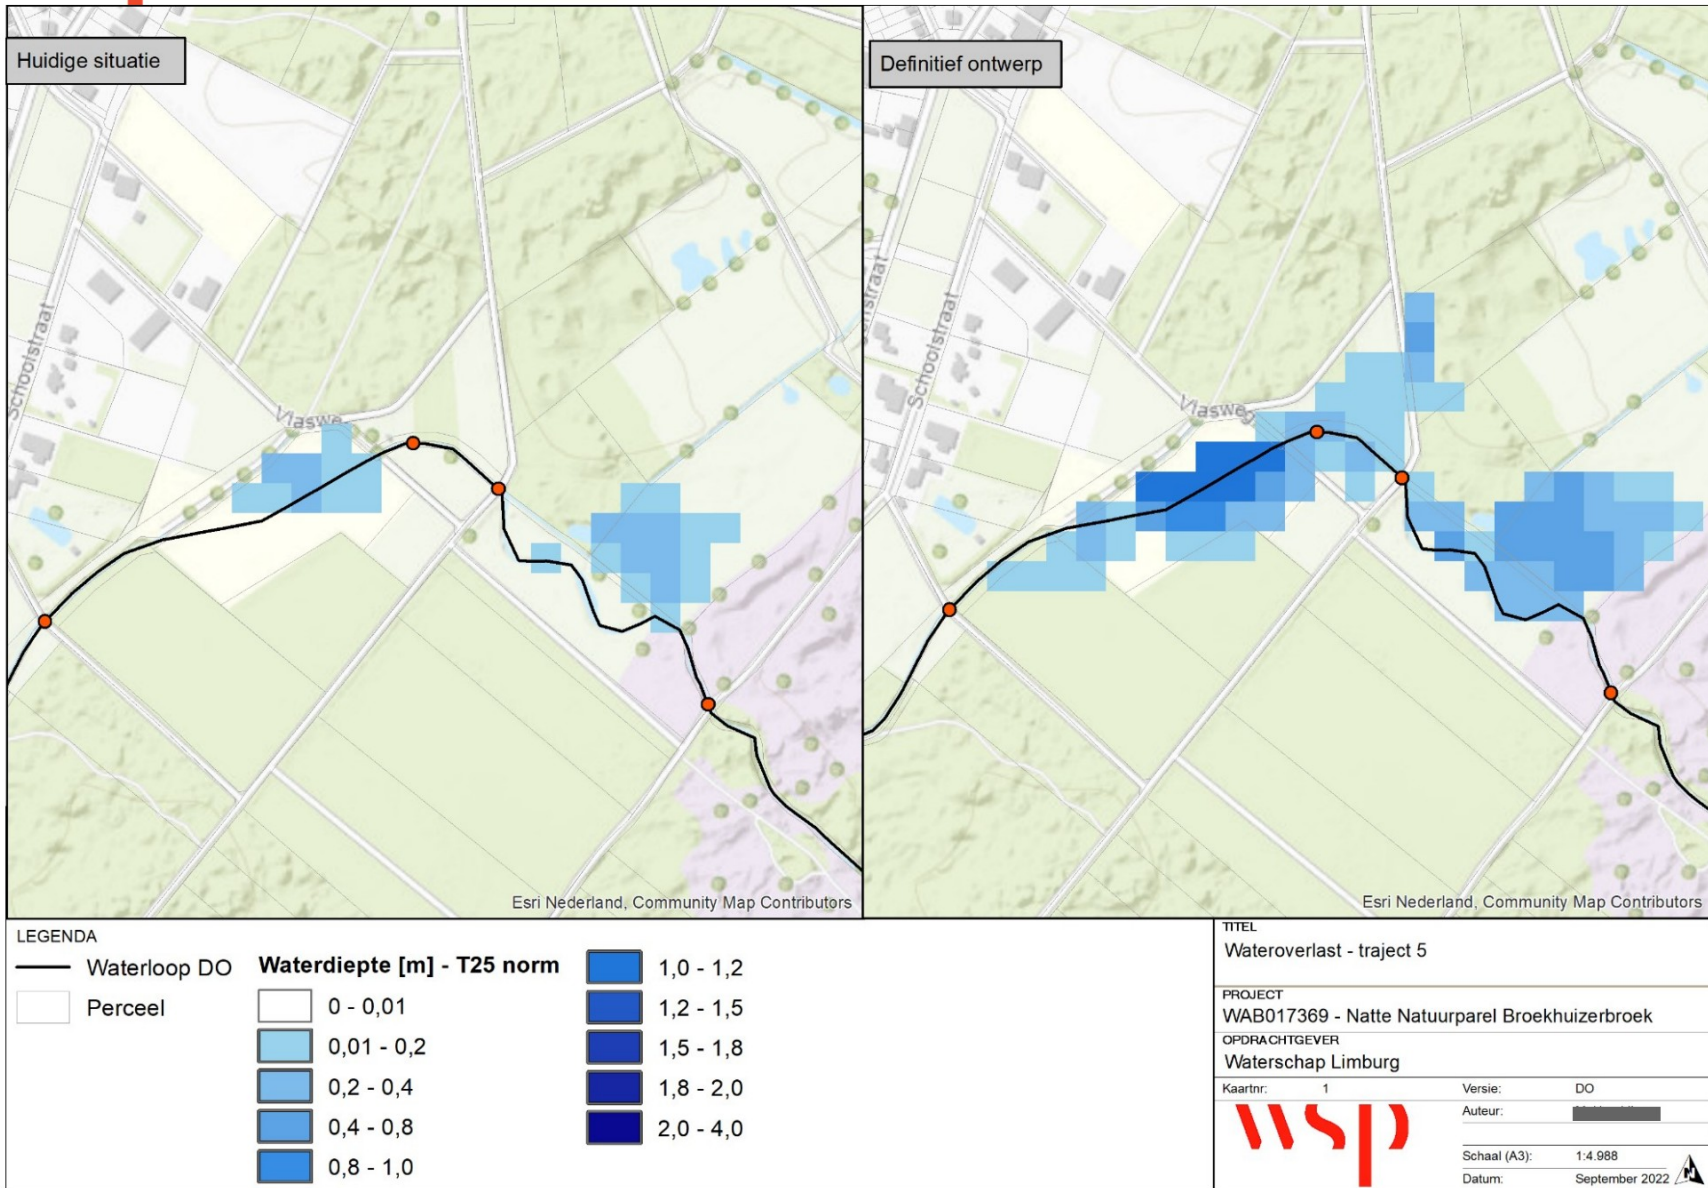 Huidige situatie
Schoolstraat
Vlasweg
Esri Nederland, Community Map Contributors
Definitief ontwerp
Schoolstraat
Vlasweg
Esri Nederland, Community Map Contributors
LEGENDA
Waterloop DO
Perceel
Waterdiepte [m] - T25 norm
0 - 0,01
0,01 - 0,2
0,2 - 0,4
0,4 - 0,8
0,8 - 1,0
1,0 - 1,2
1,2 - 1,5
1,5 - 1,8
1,8 - 2,0
2,0 - 4,0
TITEL
Wateroverlast - traject 5
PROJECT
WAB017369 - Natte Natuurparel Broekhuizerbroek
OPDRACHTGEVER
Waterschap Limburg
Kaartnr: 1
Versie: DO
Auteur:
Schaal (A3): 1:4.988
Datum: September 2022
wsp
N